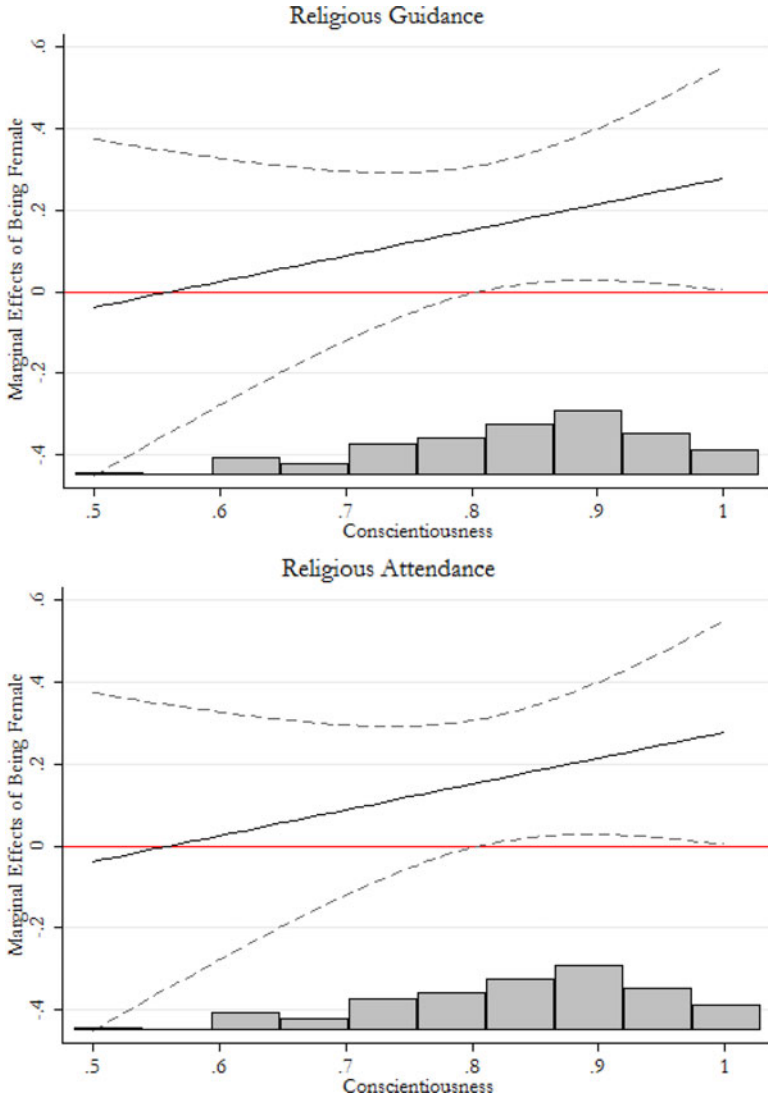 Religious Guidance
Marginal Effects of Being Female
.6
.4
.2
0
-.2
-.4
.5 .6 .7 .8 .9 1
Conscientiousness
Religious Attendance
Marginal Effects of Being Female
.6
.4
.2
0
-.2
-.4
.5 .6 .7 .8 .9 1
Conscientiousness